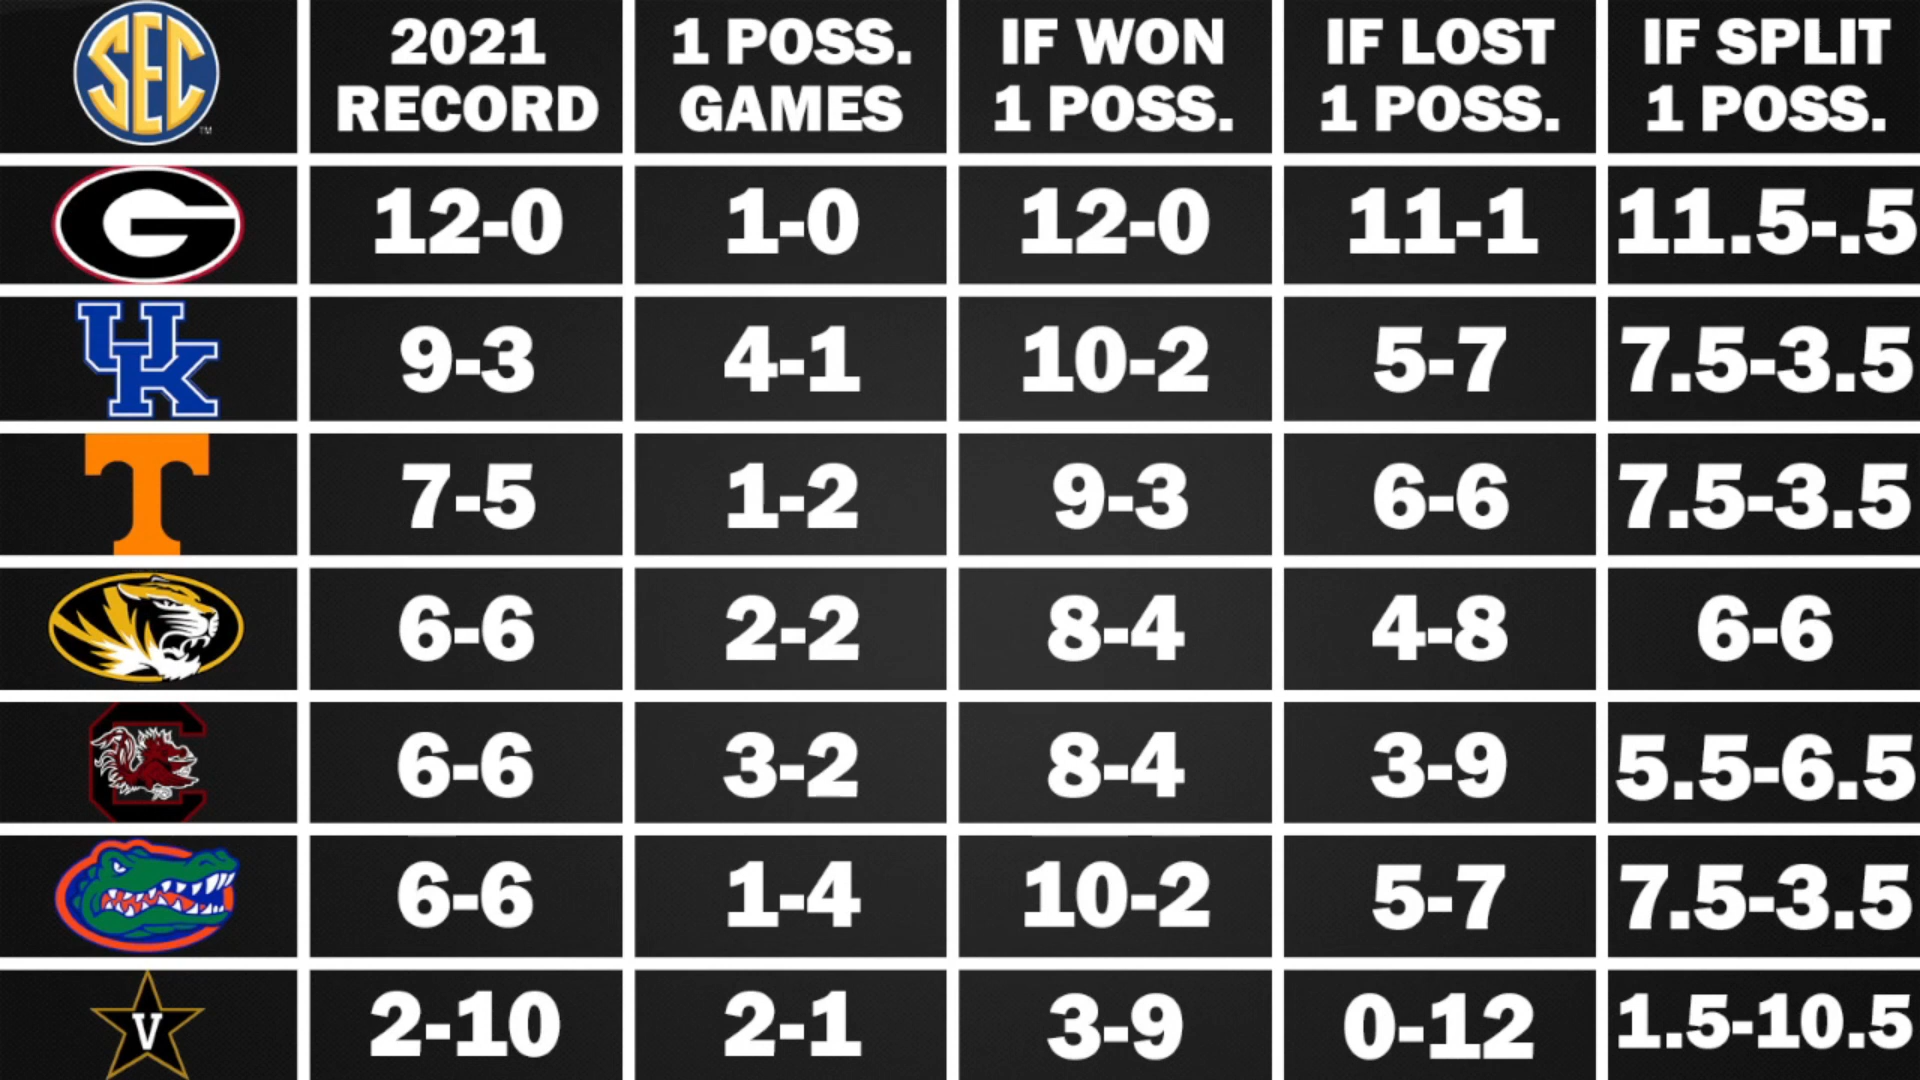 SEC
TM
2021 RECORD
1 POSS. GAMES
IF WON 1 POSS.
IF LOST 1 POSS.
IF SPLIT 1 POSS.
G 12-0 1-0 12-0 11-1 11.5-.5
UK 9-3 4-1 10-2 5-7 7.5-3.5
T 7-5 1-2 9-3 6-6 7.5-3.5
6-6 2-2 8-4 4-8 6-6
C 6-6 3-2 8-4 3-9 5.5-6.5
6-6 1-4 10-2 5-7 7.5-3.5
V 2-10 2-1 3-9 0-12 1.5-10.5